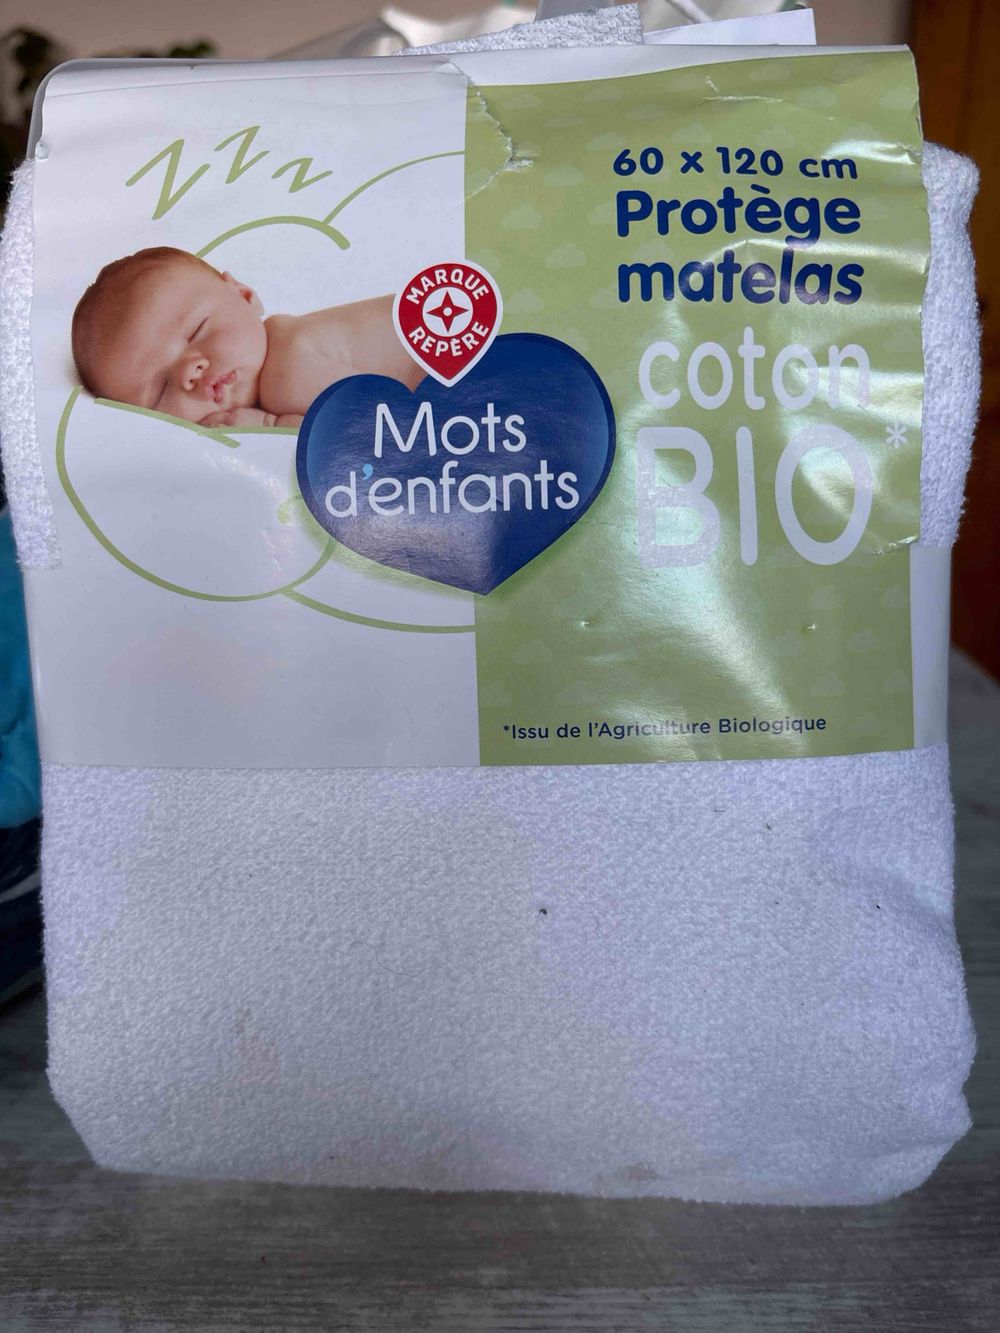 zzz
60 x 120 cm
Protège
matelas
coton
BIO*
MARQUE
REPÈRE
Mots
d'enfants
*Issu de l'Agriculture Biologique